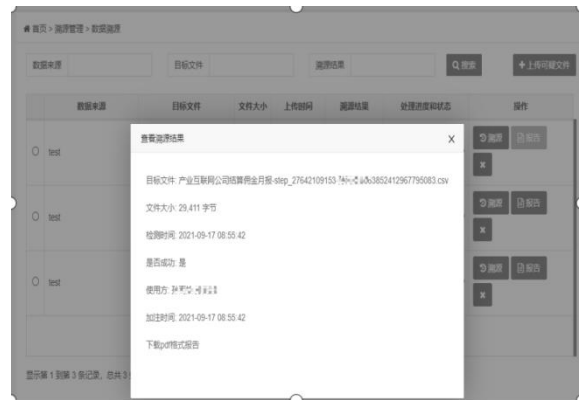 首页 > 溯源管理 > 数据溯源
数据来源 目标文件 溯源结果 搜索 上传可疑文件
数据来源 目标文件 文件大小 上传时间 溯源结果 处理进度和状态 操作
查看溯源结果 X
test 溯源 报告
x
目标文件: 产业互联网公司结算佣金月报-step_27642109153 3852412967795083.csv
文件大小: 29,411 字节
test 溯源 报告
x
检测时间: 2021-09-17 08:55:42
是否成功: 是
test 溯源 报告
x
使用方:
加注时间: 2021-09-17 08:55:42
下载pdf格式报告
显示第 1 到第 3 条记录，总共 3